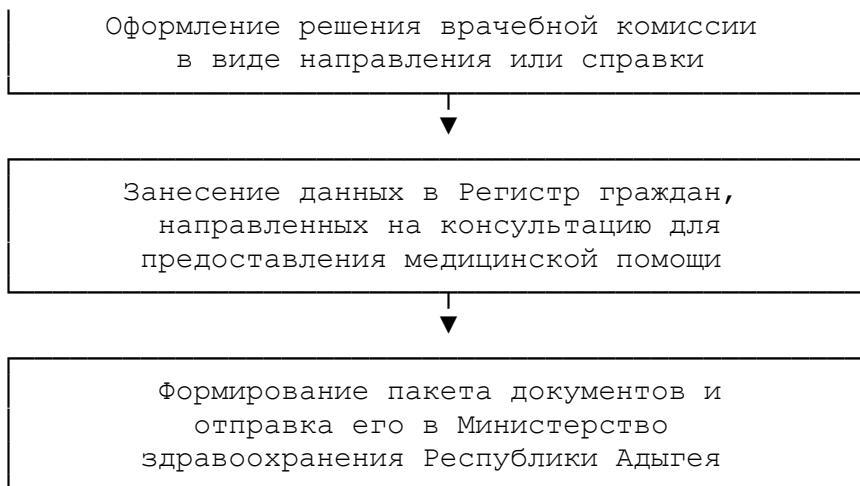 Оформление решения врачебной комиссии
в виде направления или справки
Занесение данных в Регистр граждан,
направленных на консультацию для
предоставления медицинской помощи
Формирование пакета документов и
отправка его в Министерство
здравоохранения Республики Адыгея